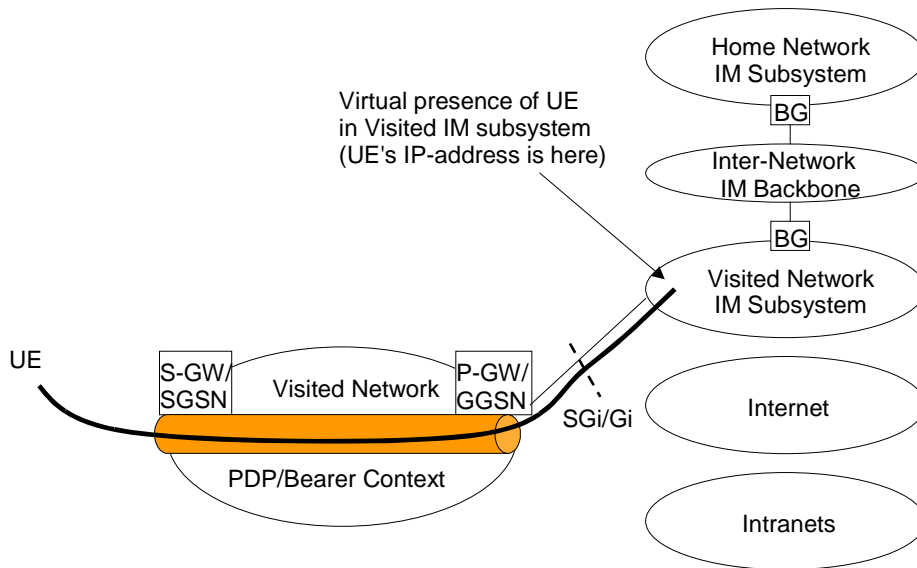 Home Network
IM Subsystem
BG
Virtual presence of UE
in Visited IM subsystem
(UE's IP-address is here)
Inter-Network
IM Backbone
BG
Visited Network
IM Subsystem
UE
S-GW/
SGSN
Visited Network
P-GW/
GGSN
SGi/Gi
Internet
PDP/Bearer Context
Intranets